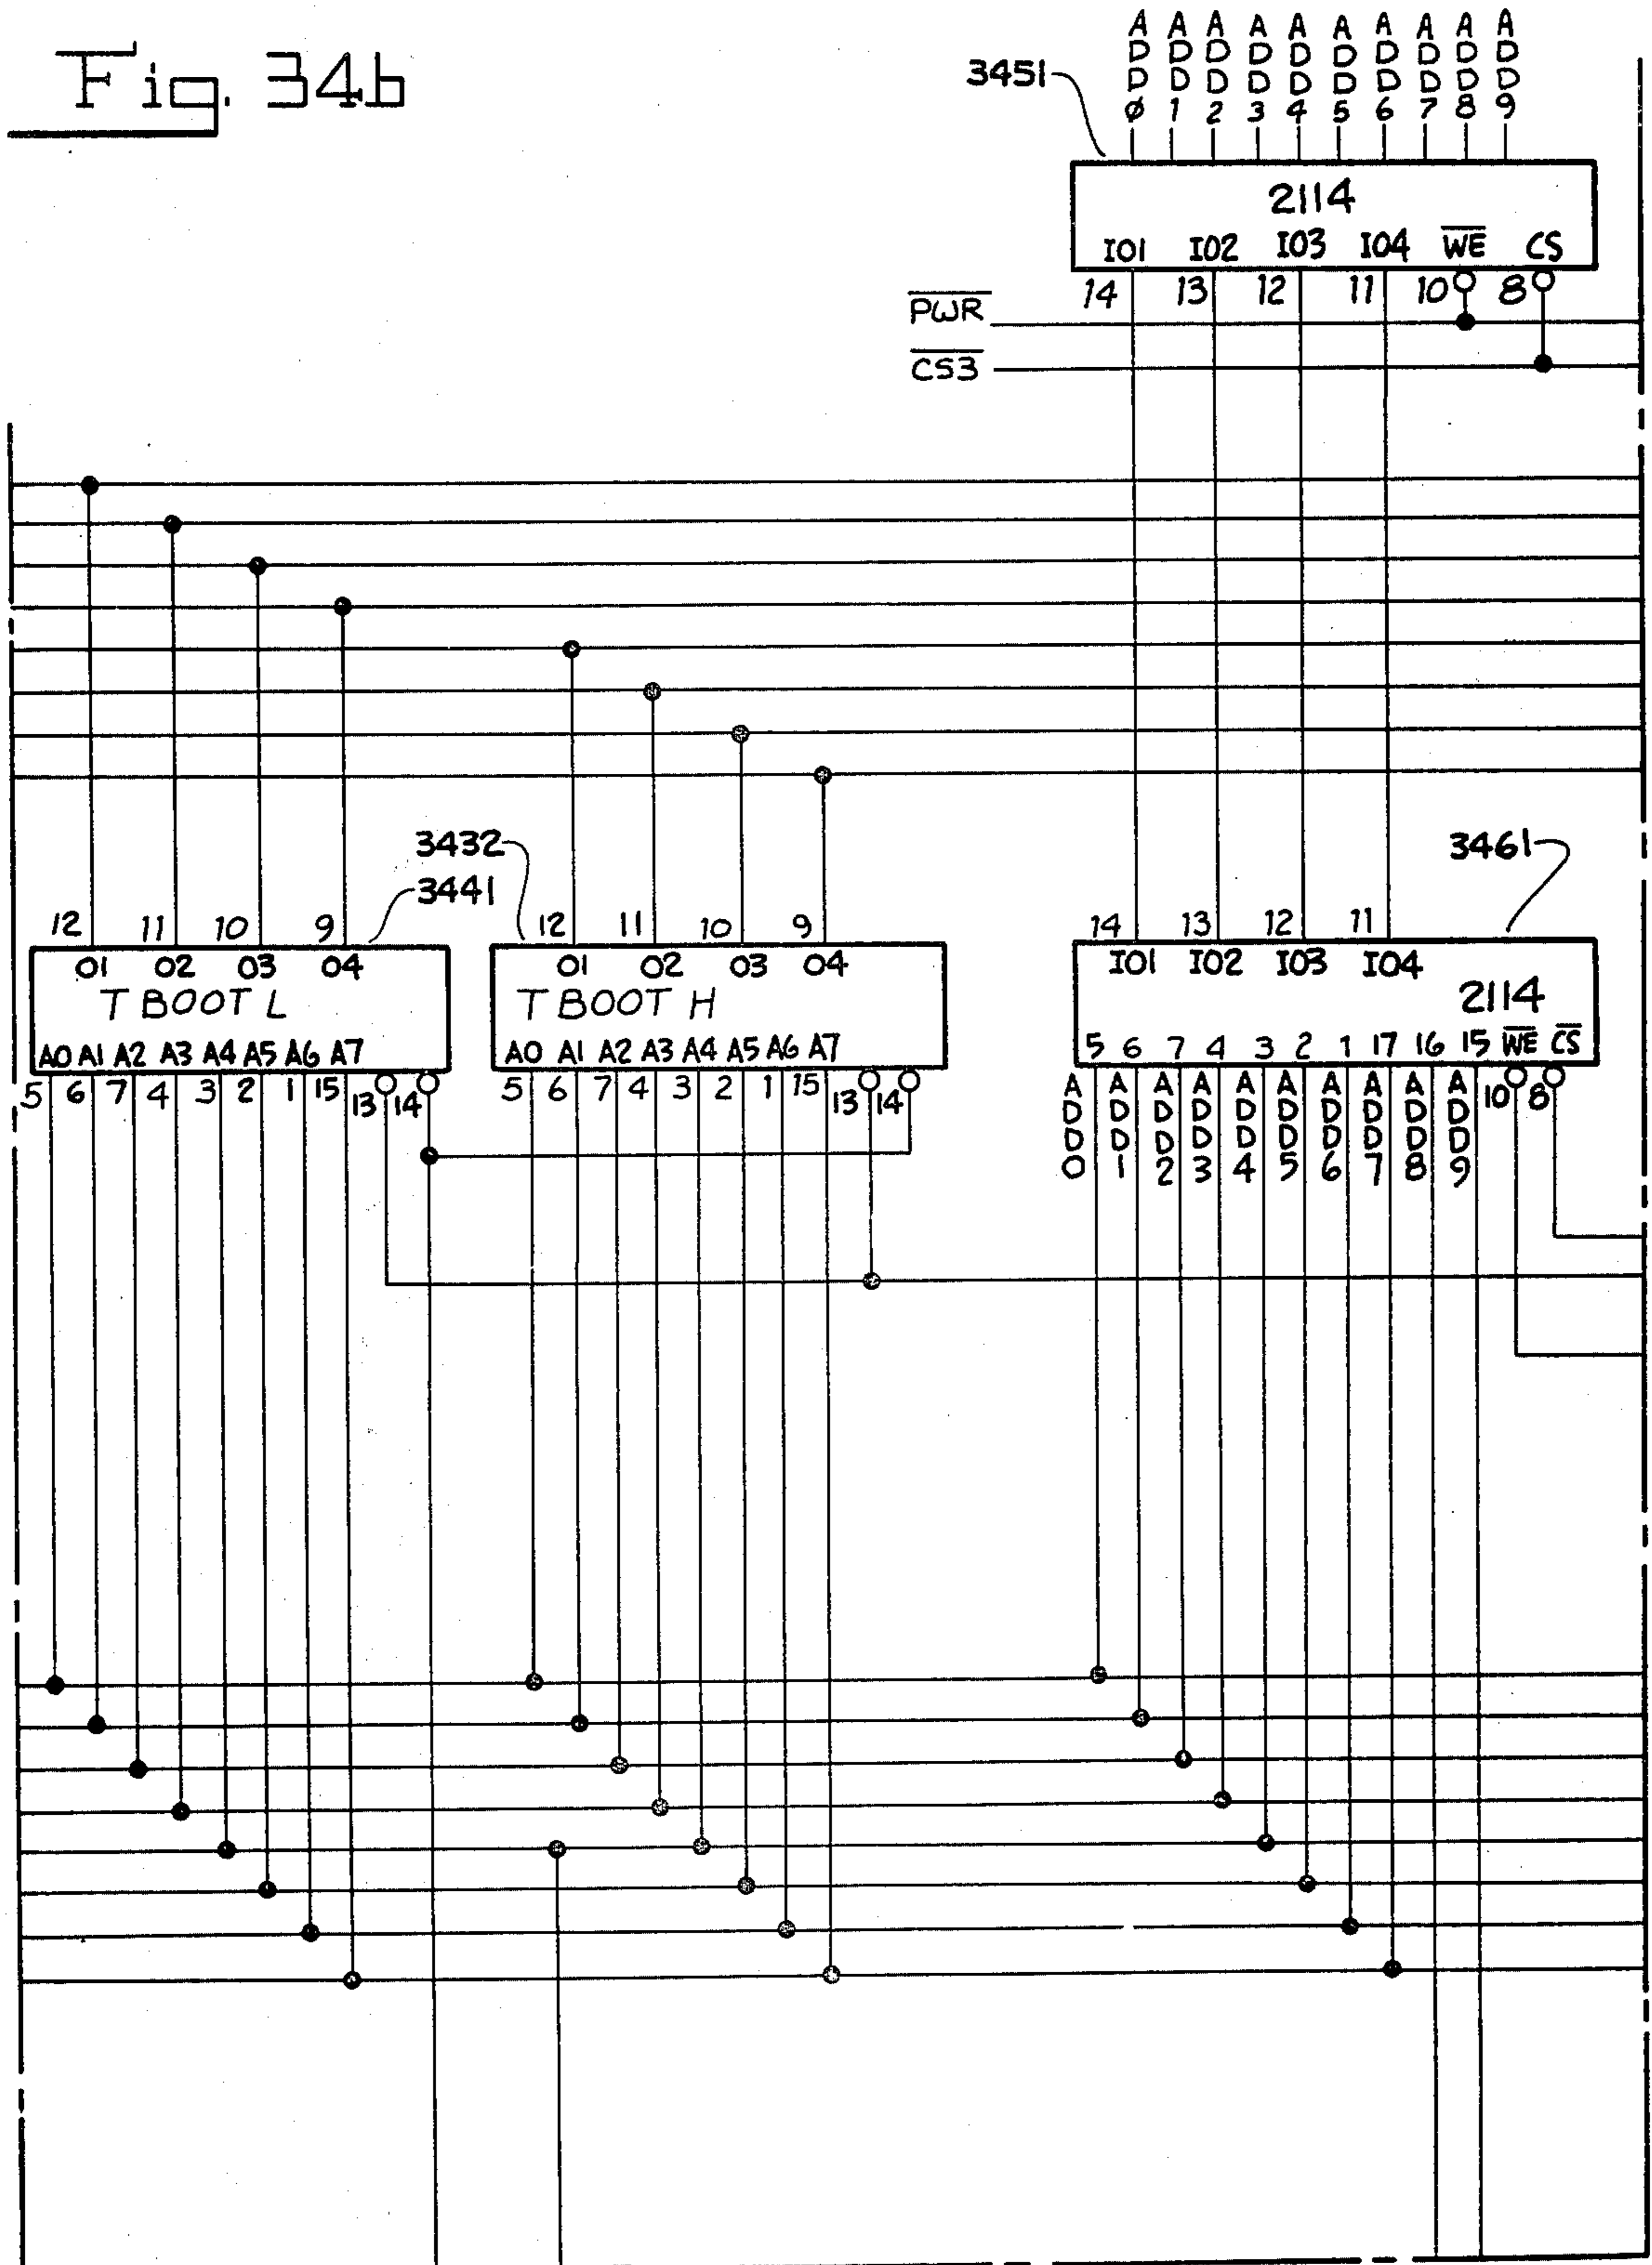 Fig. 34b
3451
ADDØ ADD1 ADD2 ADD3 ADD4 ADD5 ADD6 ADD7 ADD8 ADD9
2114
IO1 IO2 IO3 IO4 W̅E̅ CS
14 13 12 11 10 8
P̅W̅R̅
C̅S̅3̅
3432
3441
3461
12 11 10 9
O1 O2 O3 O4
T BOOT L
A0 A1 A2 A3 A4 A5 A6 A7
5 6 7 4 3 2 1 15 13 14
12 11 10 9
O1 O2 O3 O4
T BOOT H
A0 A1 A2 A3 A4 A5 A6 A7
5 6 7 4 3 2 1 15 13 14
14 13 12 11
IO1 IO2 IO3 IO4
2114
5 6 7 4 3 2 1 17 16 15 W̅E̅ C̅S̅
10 8
ADD0 ADD1 ADD2 ADD3 ADD4 ADD5 ADD6 ADD7 ADD8 ADD9